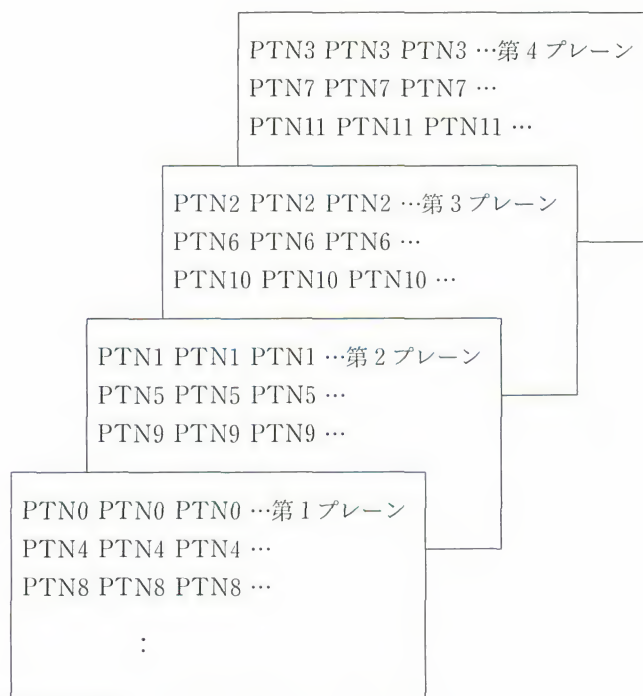 PTN3 PTN3 PTN3 …第4プレーン
PTN7 PTN7 PTN7 …
PTN11 PTN11 PTN11 …
PTN2 PTN2 PTN2 …第3プレーン
PTN6 PTN6 PTN6 …
PTN10 PTN10 PTN10 …
PTN1 PTN1 PTN1 …第2プレーン
PTN5 PTN5 PTN5 …
PTN9 PTN9 PTN9 …
PTN0 PTN0 PTN0 …第1プレーン
PTN4 PTN4 PTN4 …
PTN8 PTN8 PTN8 …
: